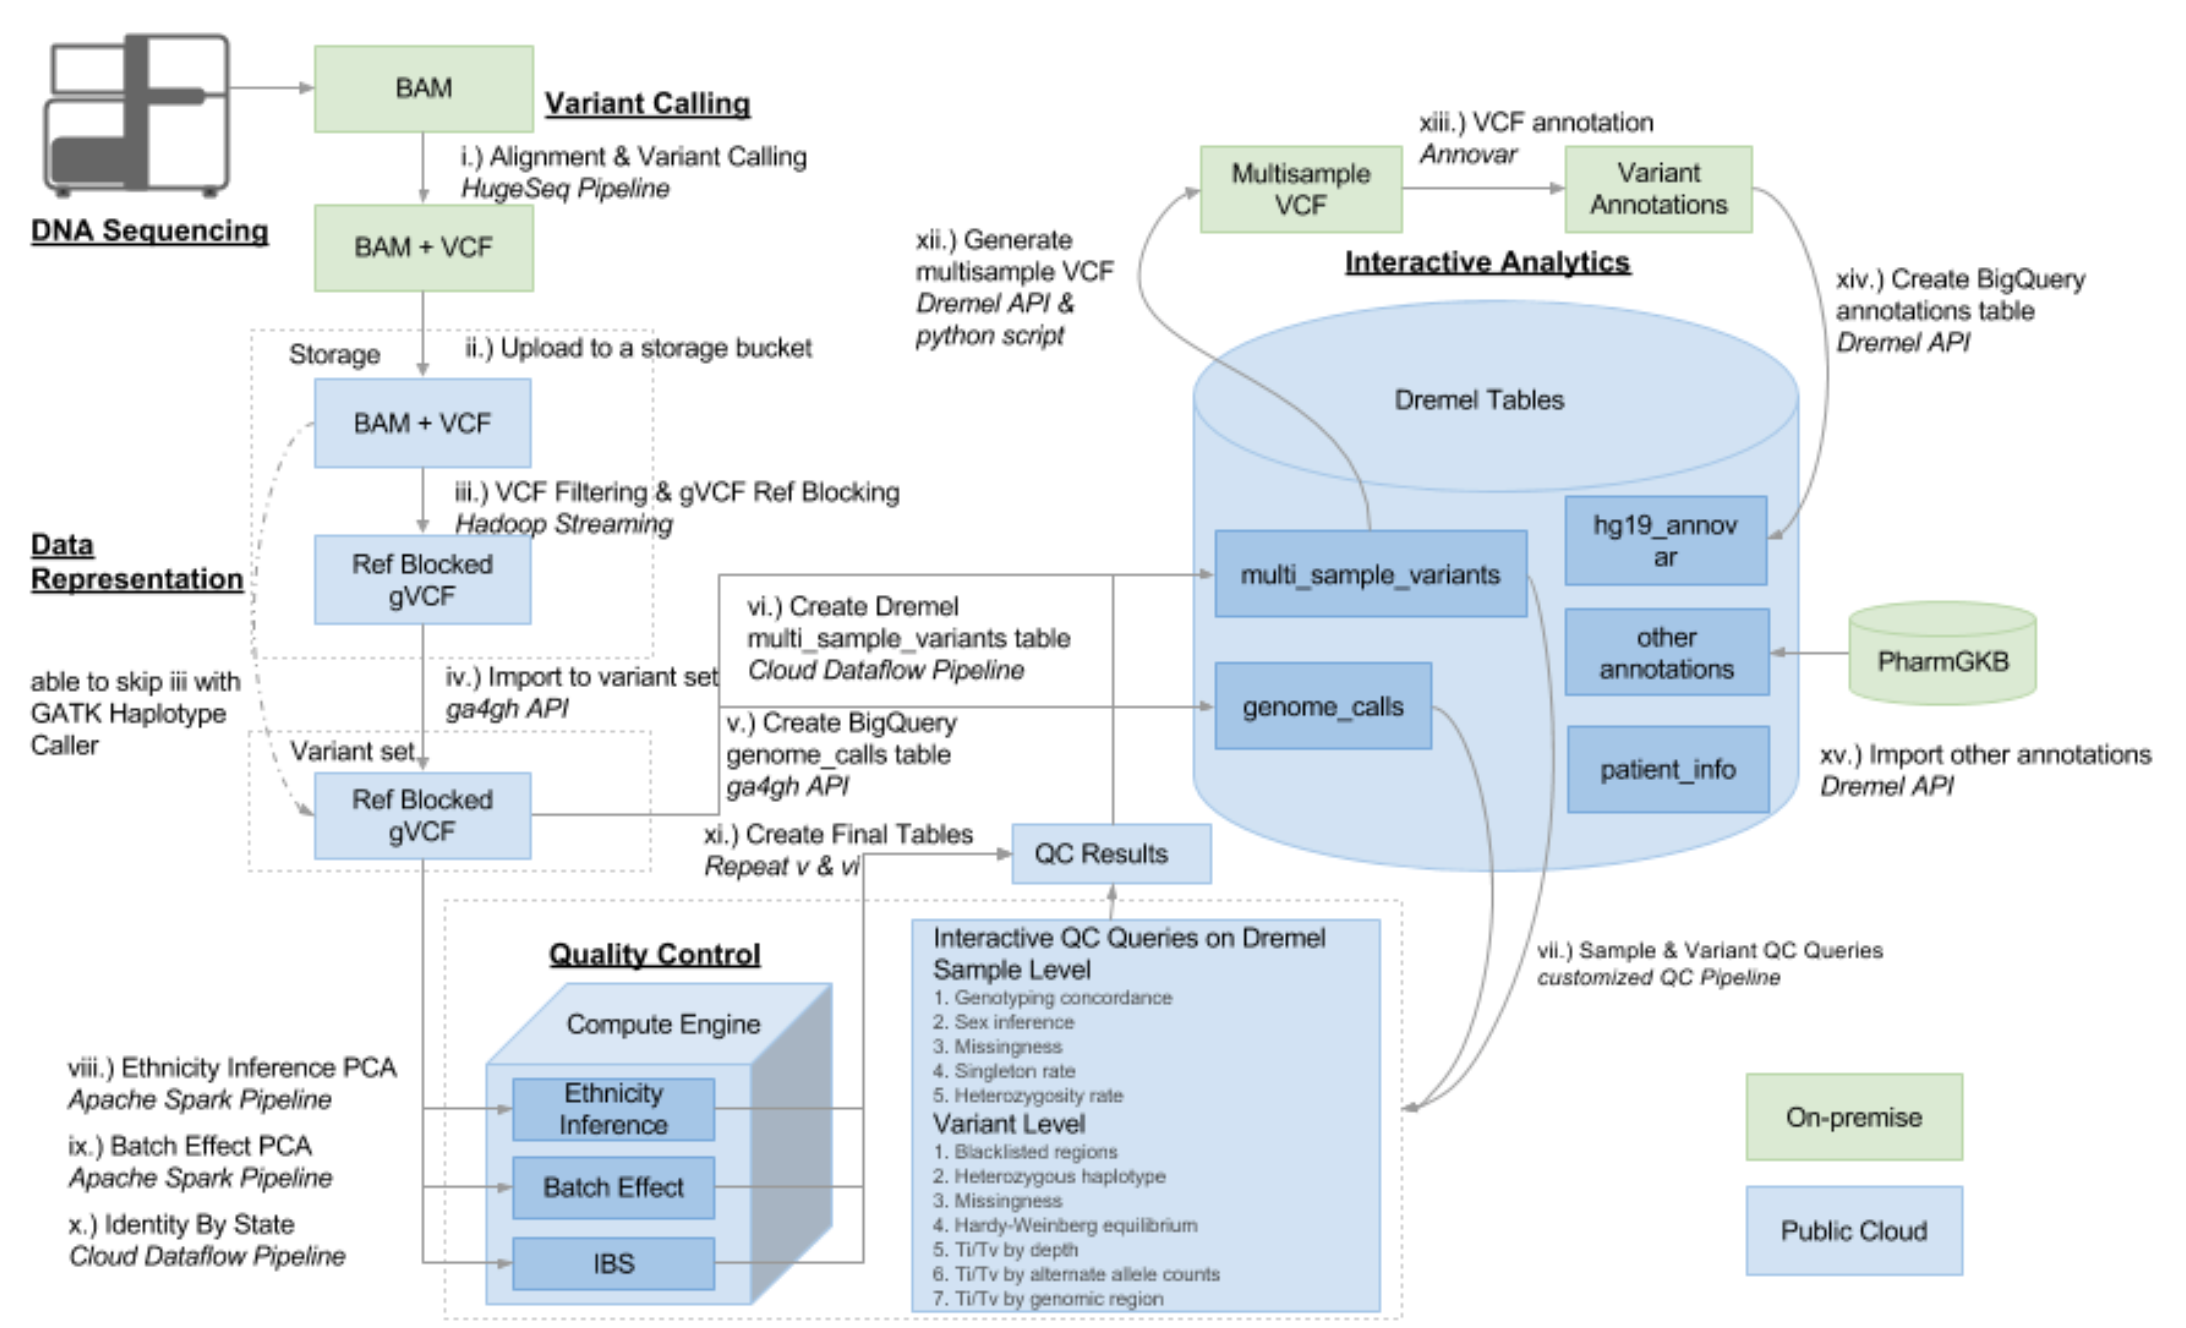 BAM
Variant Calling
i.) Alignment & Variant Calling
HugeSeq Pipeline
DNA Sequencing
BAM + VCF
Storage
ii.) Upload to a storage bucket
BAM + VCF
iii.) VCF Filtering & gVCF Ref Blocking
Hadoop Streaming
Data
Representation
Ref Blocked
gVCF
able to skip iii with
GATK Haplotype
Caller
iv.) Import to variant set
ga4gh API
Variant set
Ref Blocked
gVCF
vi.) Create Dremel
multi_sample_variants table
Cloud Dataflow Pipeline
v.) Create BigQuery
genome_calls table
ga4gh API
xi.) Create Final Tables
Repeat v & vi
QC Results
xii.) Generate
multisample VCF
Dremel API &
python script
Multisample
VCF
xiii.) VCF annotation
Annovar
Variant
Annotations
Interactive Analytics
xiv.) Create BigQuery
annotations table
Dremel API
Dremel Tables
multi_sample_variants
genome_calls
hg19_annov
ar
other
annotations
patient_info
PharmGKB
xv.) Import other annotations
Dremel API
Quality Control
Compute Engine
Ethnicity
Inference
Batch Effect
IBS
viii.) Ethnicity Inference PCA
Apache Spark Pipeline
ix.) Batch Effect PCA
Apache Spark Pipeline
x.) Identity By State
Cloud Dataflow Pipeline
Interactive QC Queries on Dremel
Sample Level
1. Genotyping concordance
2. Sex inference
3. Missingness
4. Singleton rate
5. Heterozygosity rate
Variant Level
1. Blacklisted regions
2. Heterozygous haplotype
3. Missingness
4. Hardy-Weinberg equilibrium
5. Ti/Tv by depth
6. Ti/Tv by alternate allele counts
7. Ti/Tv by genomic region
vii.) Sample & Variant QC Queries
customized QC Pipeline
On-premise
Public Cloud